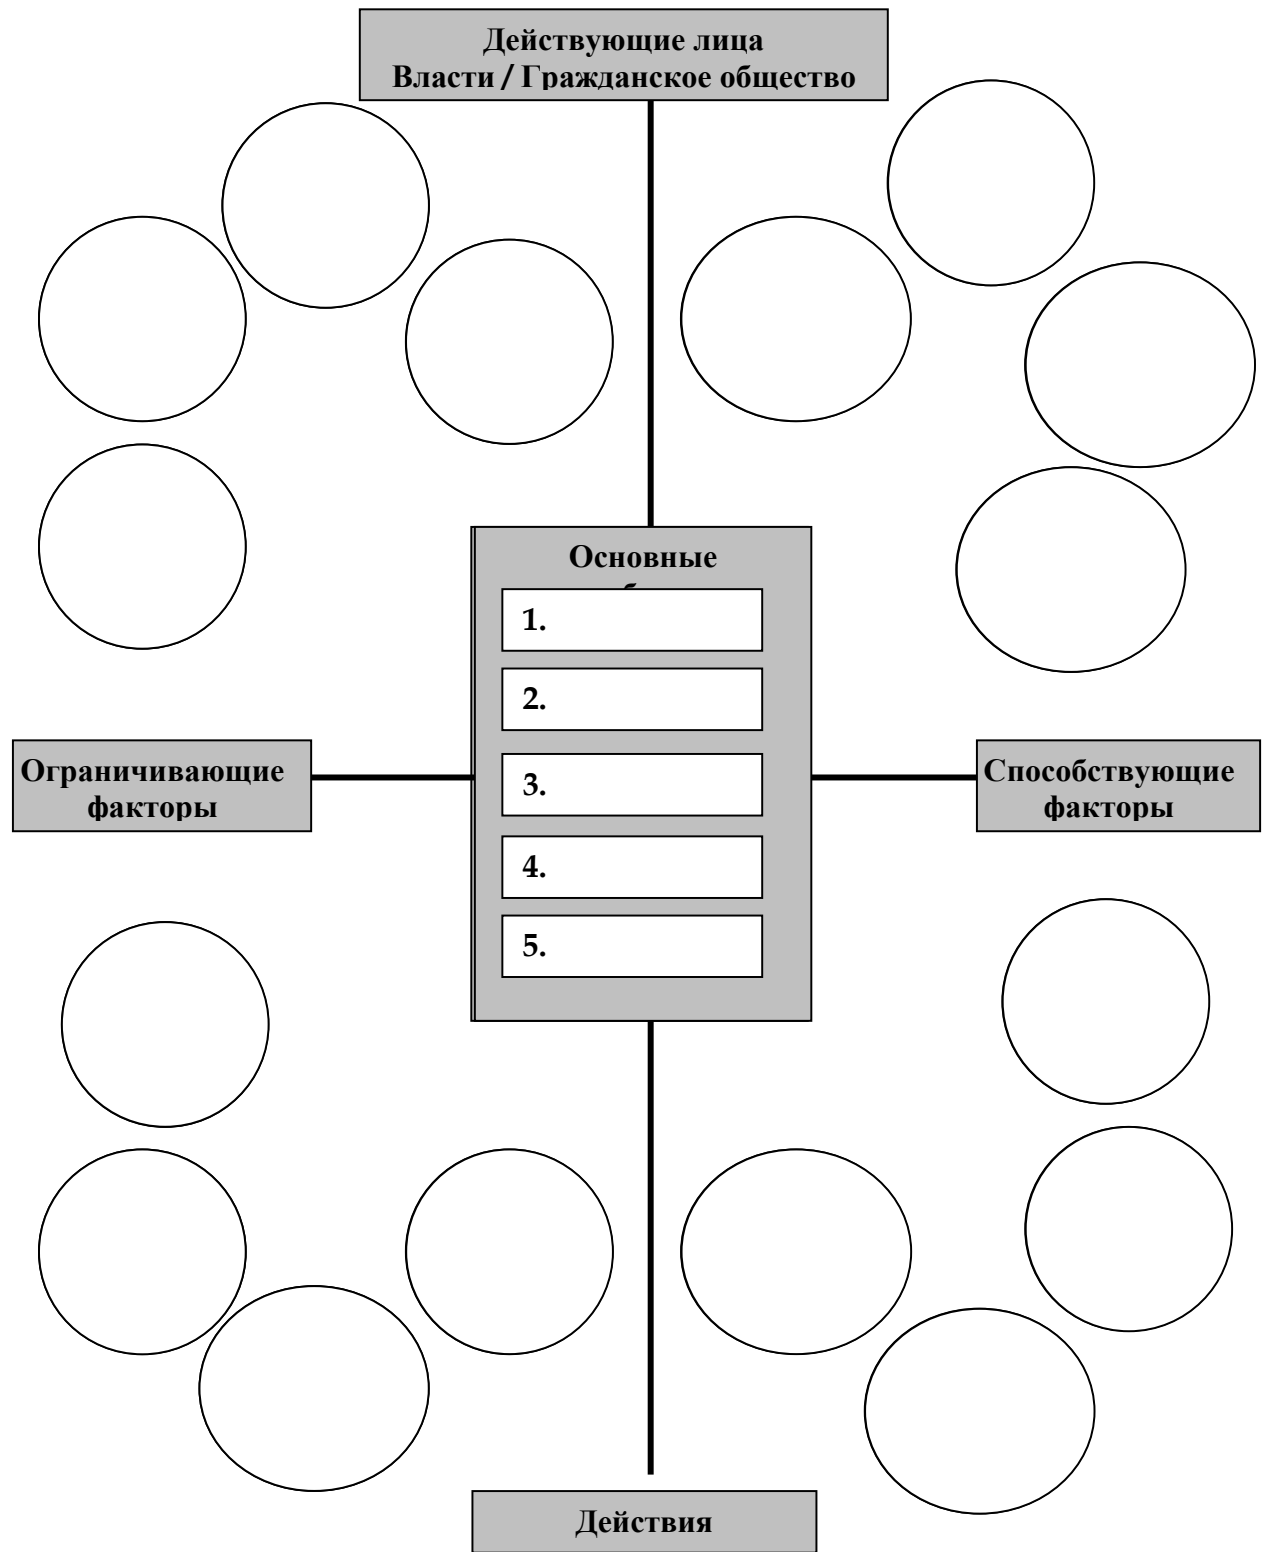 Действующие лица
Власти / Гражданское общество
Основные
1.
2.
Ограничивающие
факторы
3.
Способствующие
факторы
4.
5.
Действия